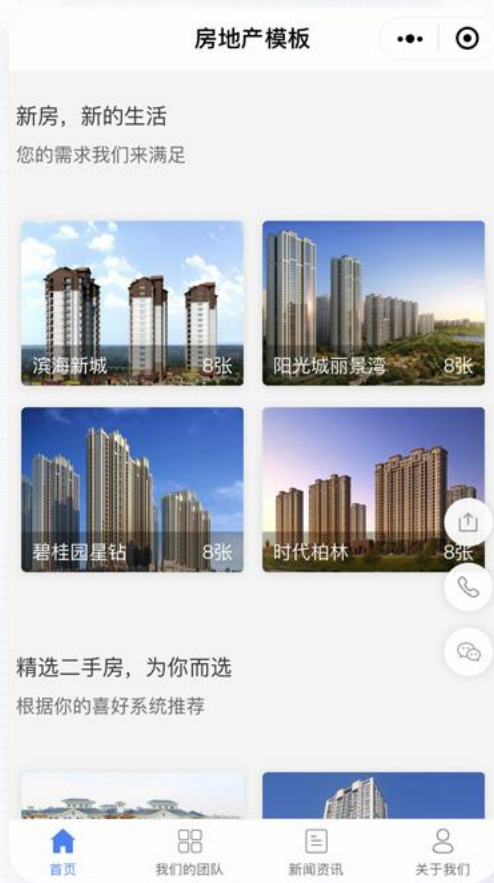 房地产模板
新房，新的生活
您的需求我们来满足
滨海新城 8张
阳光城丽景湾 8张
碧桂园星钻 8张
时代柏林 8张
精选二手房，为你而选
根据你的喜好系统推荐
首页 我们的团队 新闻资讯 关于我们